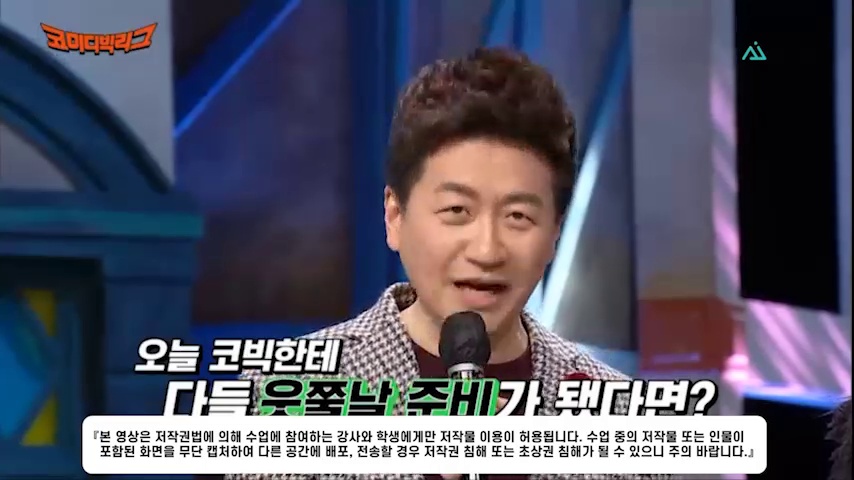 코미디빅리그
오늘 코빅한테
다들 웃쭐날 준비가 됐다면?
『본 영상은 저작권법에 의해 수업에 참여하는 강사와 학생에게만 저작물 이용이 허용됩니다. 수업 중의 저작물 또는 인물이
포함된 화면을 무단 캡처하여 다른 공간에 배포, 전송할 경우 저작권 침해 또는 초상권 침해가 될 수 있으니 주의 바랍니다.』